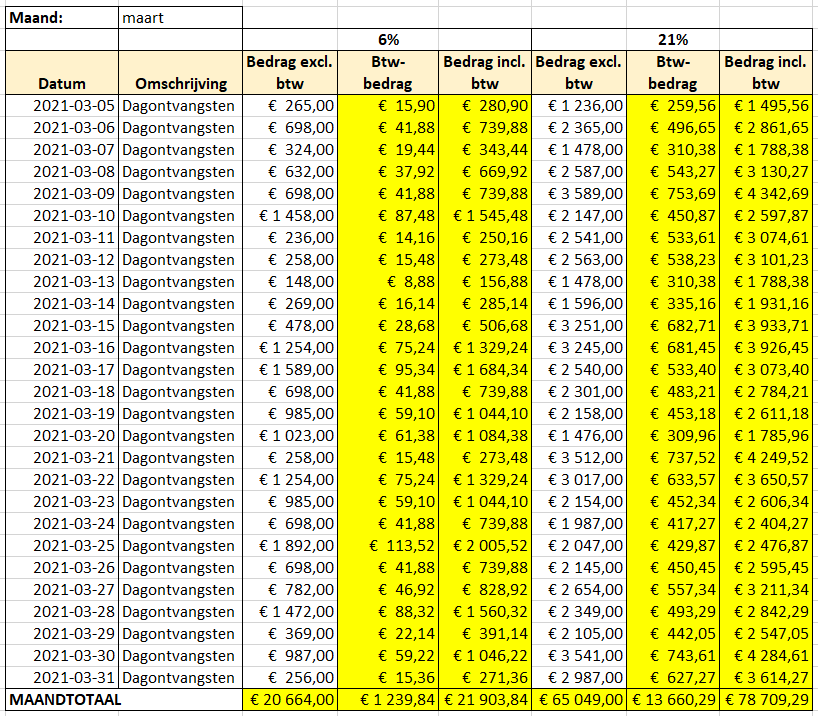 Maand: maart
6% 21%
Bedrag excl. Btw- Bedrag incl. Bedrag excl. Btw- Bedrag incl.
Datum Omschrijving btw bedrag btw btw bedrag btw
2021-03-05 Dagontvangsten € 265,00 € 15,90 € 280,90 € 1 236,00 € 259,56 € 1 495,56
2021-03-06 Dagontvangsten € 698,00 € 41,88 € 739,88 € 2 365,00 € 496,65 € 2 861,65
2021-03-07 Dagontvangsten € 324,00 € 19,44 € 343,44 € 1 478,00 € 310,38 € 1 788,38
2021-03-08 Dagontvangsten € 632,00 € 37,92 € 669,92 € 2 587,00 € 543,27 € 3 130,27
2021-03-09 Dagontvangsten € 698,00 € 41,88 € 739,88 € 3 589,00 € 753,69 € 4 342,69
2021-03-10 Dagontvangsten € 1 458,00 € 87,48 € 1 545,48 € 2 147,00 € 450,87 € 2 597,87
2021-03-11 Dagontvangsten € 236,00 € 14,16 € 250,16 € 2 541,00 € 533,61 € 3 074,61
2021-03-12 Dagontvangsten € 258,00 € 15,48 € 273,48 € 2 563,00 € 538,23 € 3 101,23
2021-03-13 Dagontvangsten € 148,00 € 8,88 € 156,88 € 1 478,00 € 310,38 € 1 788,38
2021-03-14 Dagontvangsten € 269,00 € 16,14 € 285,14 € 1 596,00 € 335,16 € 1 931,16
2021-03-15 Dagontvangsten € 478,00 € 28,68 € 506,68 € 3 251,00 € 682,71 € 3 933,71
2021-03-16 Dagontvangsten € 1 254,00 € 75,24 € 1 329,24 € 3 245,00 € 681,45 € 3 926,45
2021-03-17 Dagontvangsten € 1 589,00 € 95,34 € 1 684,34 € 2 540,00 € 533,40 € 3 073,40
2021-03-18 Dagontvangsten € 698,00 € 41,88 € 739,88 € 2 301,00 € 483,21 € 2 784,21
2021-03-19 Dagontvangsten € 985,00 € 59,10 € 1 044,10 € 2 158,00 € 453,18 € 2 611,18
2021-03-20 Dagontvangsten € 1 023,00 € 61,38 € 1 084,38 € 1 476,00 € 309,96 € 1 785,96
2021-03-21 Dagontvangsten € 258,00 € 15,48 € 273,48 € 3 512,00 € 737,52 € 4 249,52
2021-03-22 Dagontvangsten € 1 254,00 € 75,24 € 1 329,24 € 3 017,00 € 633,57 € 3 650,57
2021-03-23 Dagontvangsten € 985,00 € 59,10 € 1 044,10 € 2 154,00 € 452,34 € 2 606,34
2021-03-24 Dagontvangsten € 698,00 € 41,88 € 739,88 € 1 987,00 € 417,27 € 2 404,27
2021-03-25 Dagontvangsten € 1 892,00 € 113,52 € 2 005,52 € 2 047,00 € 429,87 € 2 476,87
2021-03-26 Dagontvangsten € 698,00 € 41,88 € 739,88 € 2 145,00 € 450,45 € 2 595,45
2021-03-27 Dagontvangsten € 782,00 € 46,92 € 828,92 € 2 654,00 € 557,34 € 3 211,34
2021-03-28 Dagontvangsten € 1 472,00 € 88,32 € 1 560,32 € 2 349,00 € 493,29 € 2 842,29
2021-03-29 Dagontvangsten € 369,00 € 22,14 € 391,14 € 2 105,00 € 442,05 € 2 547,05
2021-03-30 Dagontvangsten € 987,00 € 59,22 € 1 046,22 € 3 541,00 € 743,61 € 4 284,61
2021-03-31 Dagontvangsten € 256,00 € 15,36 € 271,36 € 2 987,00 € 627,27 € 3 614,27
MAANDTOTAAL € 20 664,00 € 1 239,84 € 21 903,84 € 65 049,00 € 13 660,29 € 78 709,29